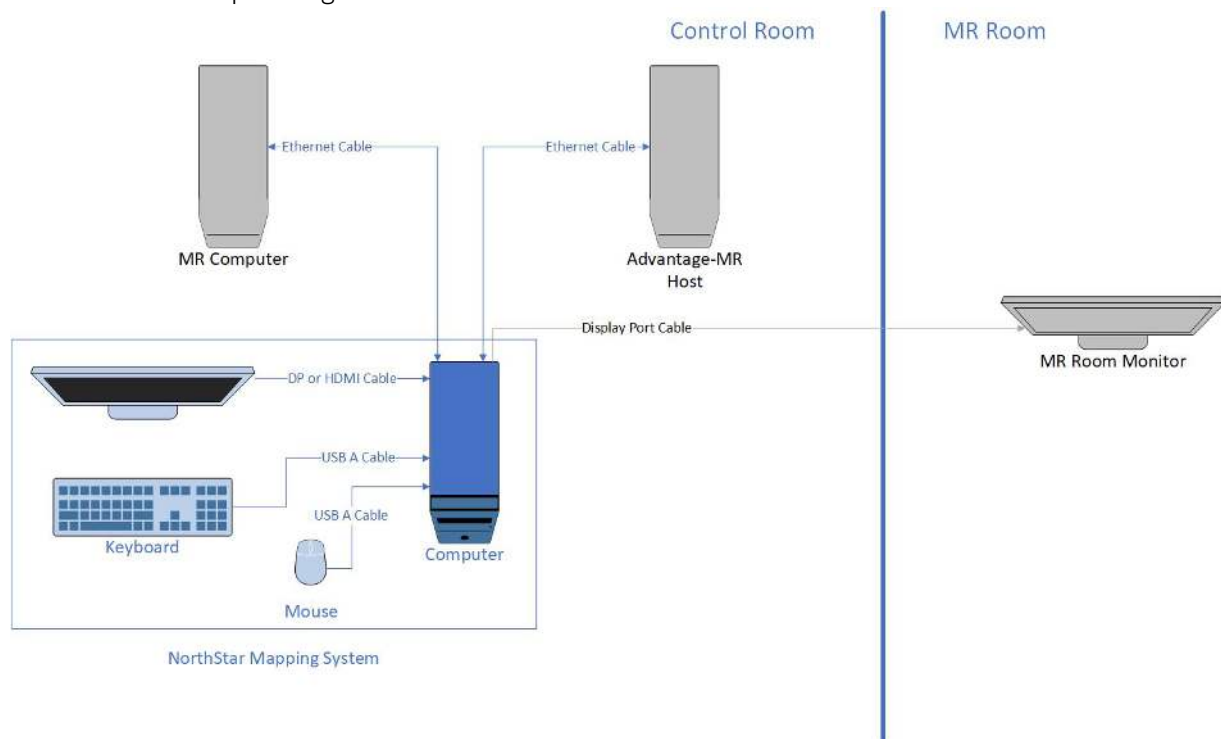 Control Room
MR Room
Ethernet Cable
Ethernet Cable
MR Computer
Advantage-MR
Host
Display Port Cable
MR Room Monitor
DP or HDMI Cable
USB A Cable
USB A Cable
Keyboard
Computer
Mouse
NorthStar Mapping System